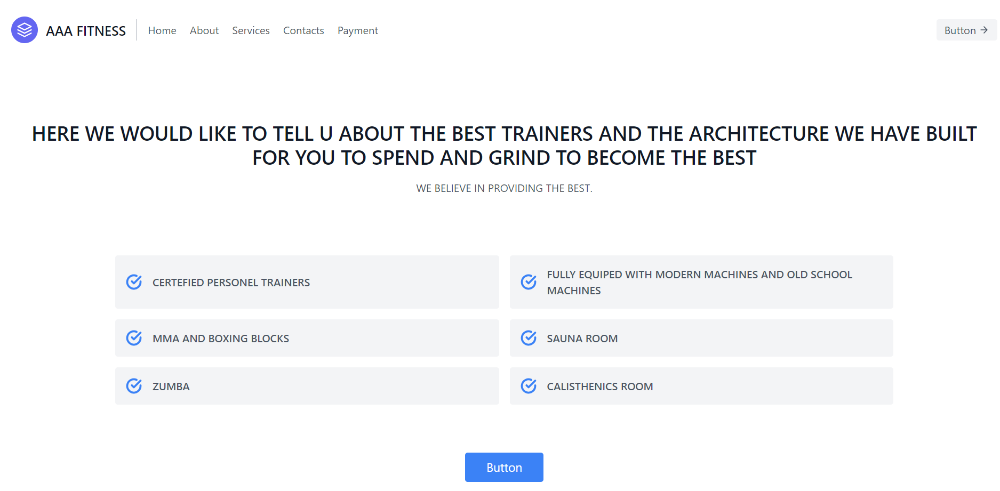 AAA FITNESS
Home About Services Contacts Payment
Button →
HERE WE WOULD LIKE TO TELL U ABOUT THE BEST TRAINERS AND THE ARCHITECTURE WE HAVE BUILT
FOR YOU TO SPEND AND GRIND TO BECOME THE BEST
WE BELIEVE IN PROVIDING THE BEST.
CERTEFIED PERSONEL TRAINERS
FULLY EQUIPED WITH MODERN MACHINES AND OLD SCHOOL
MACHINES
MMA AND BOXING BLOCKS
SAUNA ROOM
ZUMBA
CALISTHENICS ROOM
Button